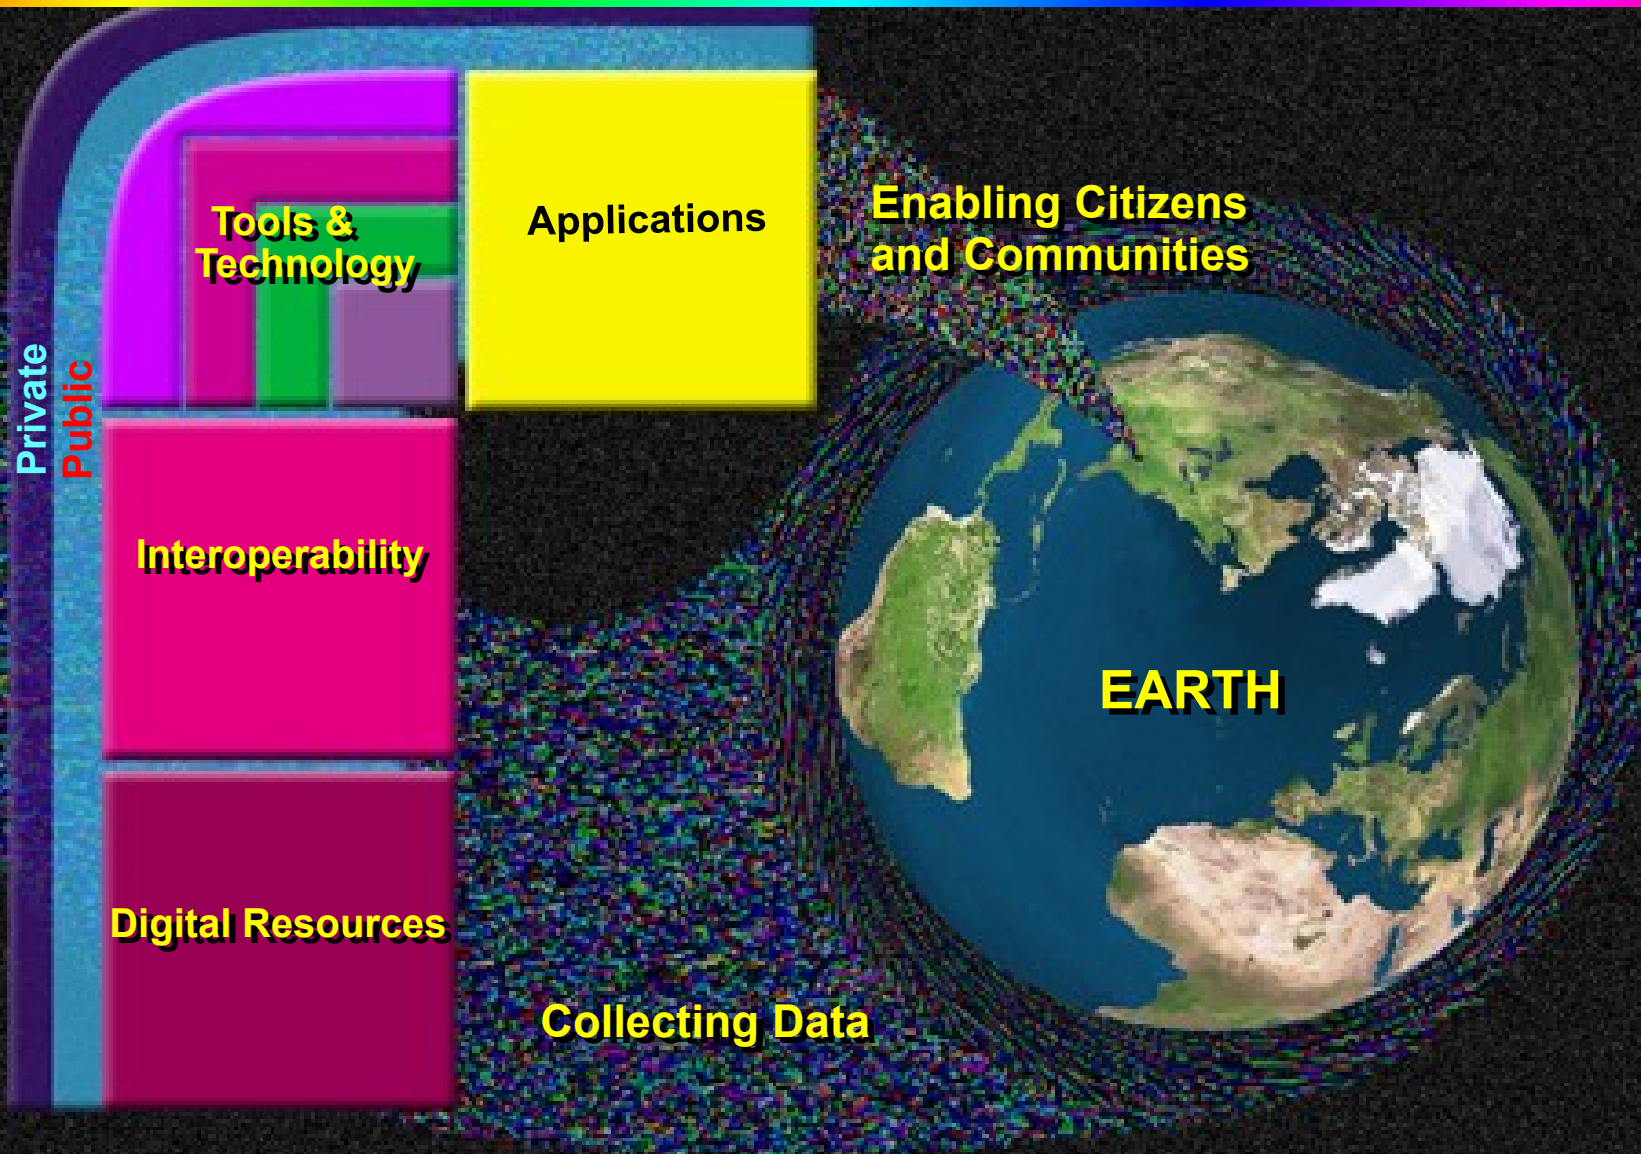 Tools &
Technology
Applications
Enabling Citizens
and Communities
Private
Public
Interoperability
EARTH
Digital Resources
Collecting Data